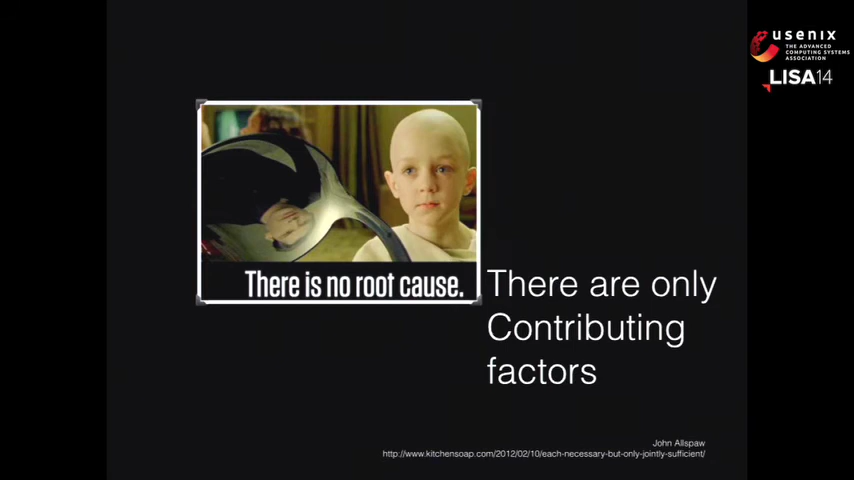 usenix
THE ADVANCED
COMPUTING SYSTEMS
ASSOCIATION
LISA14
There is no root cause.
There are only
Contributing
factors
John Allspaw
http://www.kitchensoap.com/2012/02/10/each-necessary-but-only-jointly-sufficient/